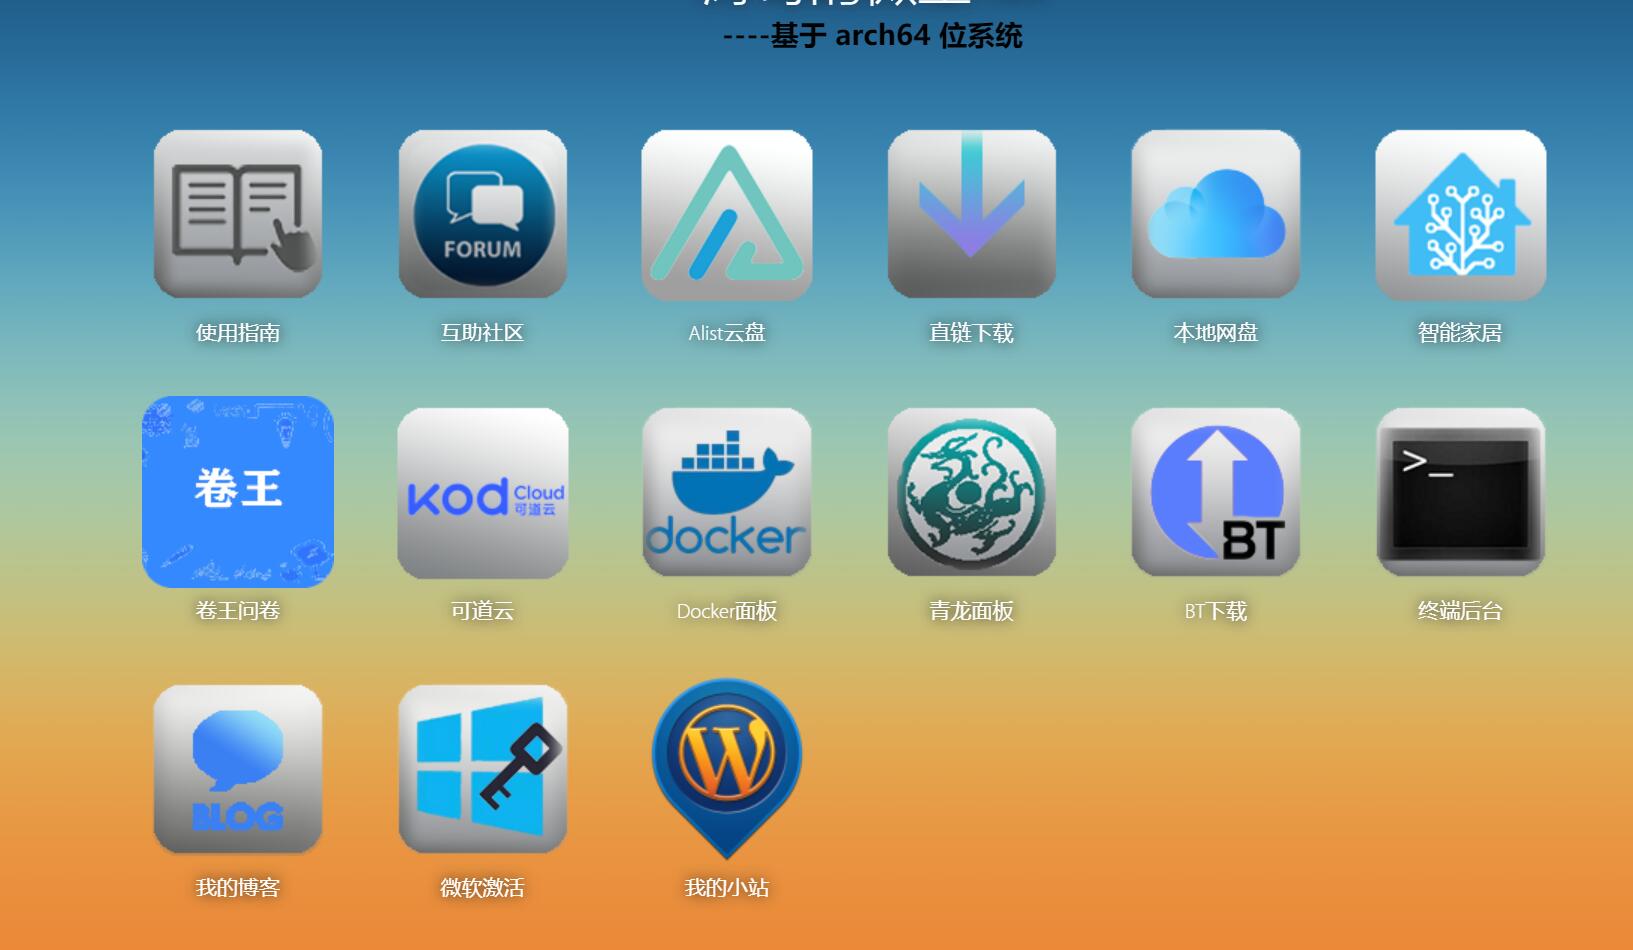 ----基于 arch64 位系统
FORUM
使用指南
互助社区
Alist云盘
直链下载
本地网盘
智能家居
卷王
kod Cloud
可道云
docker
BT
>_
卷王问卷
可道云
Docker面板
青龙面板
BT下载
终端后台
BLOG
W
我的博客
微软激活
我的小站